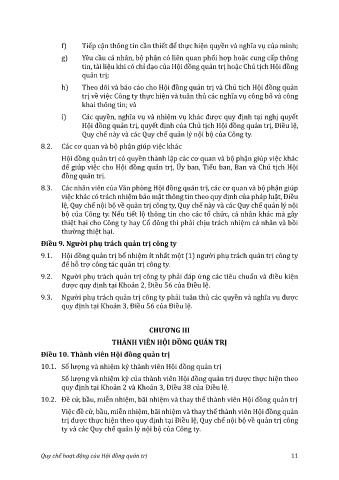 f) Tiếp cận thông tin cần thiết để thực hiện quyền và nghĩa vụ của mình;
g) Yêu cầu cá nhân, bộ phận có liên quan phối hợp hoặc cung cấp thông
tin, tài liệu khi có chỉ đạo của Hội đồng quản trị hoặc Chủ tịch Hội đồng
quản trị;
h) Theo dõi và báo cáo cho Hội đồng quản trị và Chủ tịch Hội đồng quản
trị về việc Công ty thực hiện và tuân thủ các nghĩa vụ công bố và công
khai thông tin; và
i) Các quyền, nghĩa vụ và nhiệm vụ khác được quy định tại nghị quyết
Hội đồng quản trị, quyết định của Chủ tịch Hội đồng quản trị, Điều lệ,
Quy chế này và các Quy chế quản lý nội bộ của Công ty.
8.2. Các cơ quan và bộ phận giúp việc khác
Hội đồng quản trị có quyền thành lập các cơ quan và bộ phận giúp việc khác
để giúp việc cho Hội đồng quản trị, Ủy ban, Tiểu ban, Ban và Chủ tịch Hội
đồng quản trị.
8.3. Các nhân viên của Văn phòng Hội đồng quản trị, các cơ quan và bộ phận giúp
việc khác có trách nhiệm bảo mật thông tin theo quy định của pháp luật, Điều
lệ, Quy chế nội bộ về quản trị công ty, Quy chế này và các Quy chế quản lý nội
bộ của Công ty. Nếu tiết lộ thông tin cho các tổ chức, cá nhân khác mà gây
thiệt hại cho Công ty hay Cổ đông thì phải chịu trách nhiệm cá nhân và bồi
thường thiệt hại.
Điều 9. Người phụ trách quản trị công ty
9.1. Hội đồng quản trị bổ nhiệm ít nhất một (1) người phụ trách quản trị công ty
để hỗ trợ công tác quản trị công ty.
9.2. Người phụ trách quản trị công ty phải đáp ứng các tiêu chuẩn và điều kiện
được quy định tại Khoản 2, Điều 56 của Điều lệ.
9.3. Người phụ trách quản trị công ty phải tuân thủ các quyền và nghĩa vụ được
quy định tại Khoản 3, Điều 56 của Điều lệ.
CHƯƠNG III
THÀNH VIÊN HỘI ĐỒNG QUẢN TRỊ
Điều 10. Thành viên Hội đồng quản trị
10.1. Số lượng và nhiệm kỳ thành viên Hội đồng quản trị
Số lượng và nhiệm kỳ của thành viên Hội đồng quản trị được thực hiện theo
quy định tại Khoản 2 và Khoản 3, Điều 38 của Điều lệ.
10.2. Đề cử, bầu, miễn nhiệm, bãi nhiệm và thay thế thành viên Hội đồng quản trị
Việc đề cử, bầu, miễn nhiệm, bãi nhiệm và thay thế thành viên Hội đồng quản
trị được thực hiện theo quy định tại Điều lệ, Quy chế nội bộ về quản trị công
ty và các Quy chế quản lý nội bộ của Công ty.
Quy chế hoạt động của Hội đồng quản trị 11